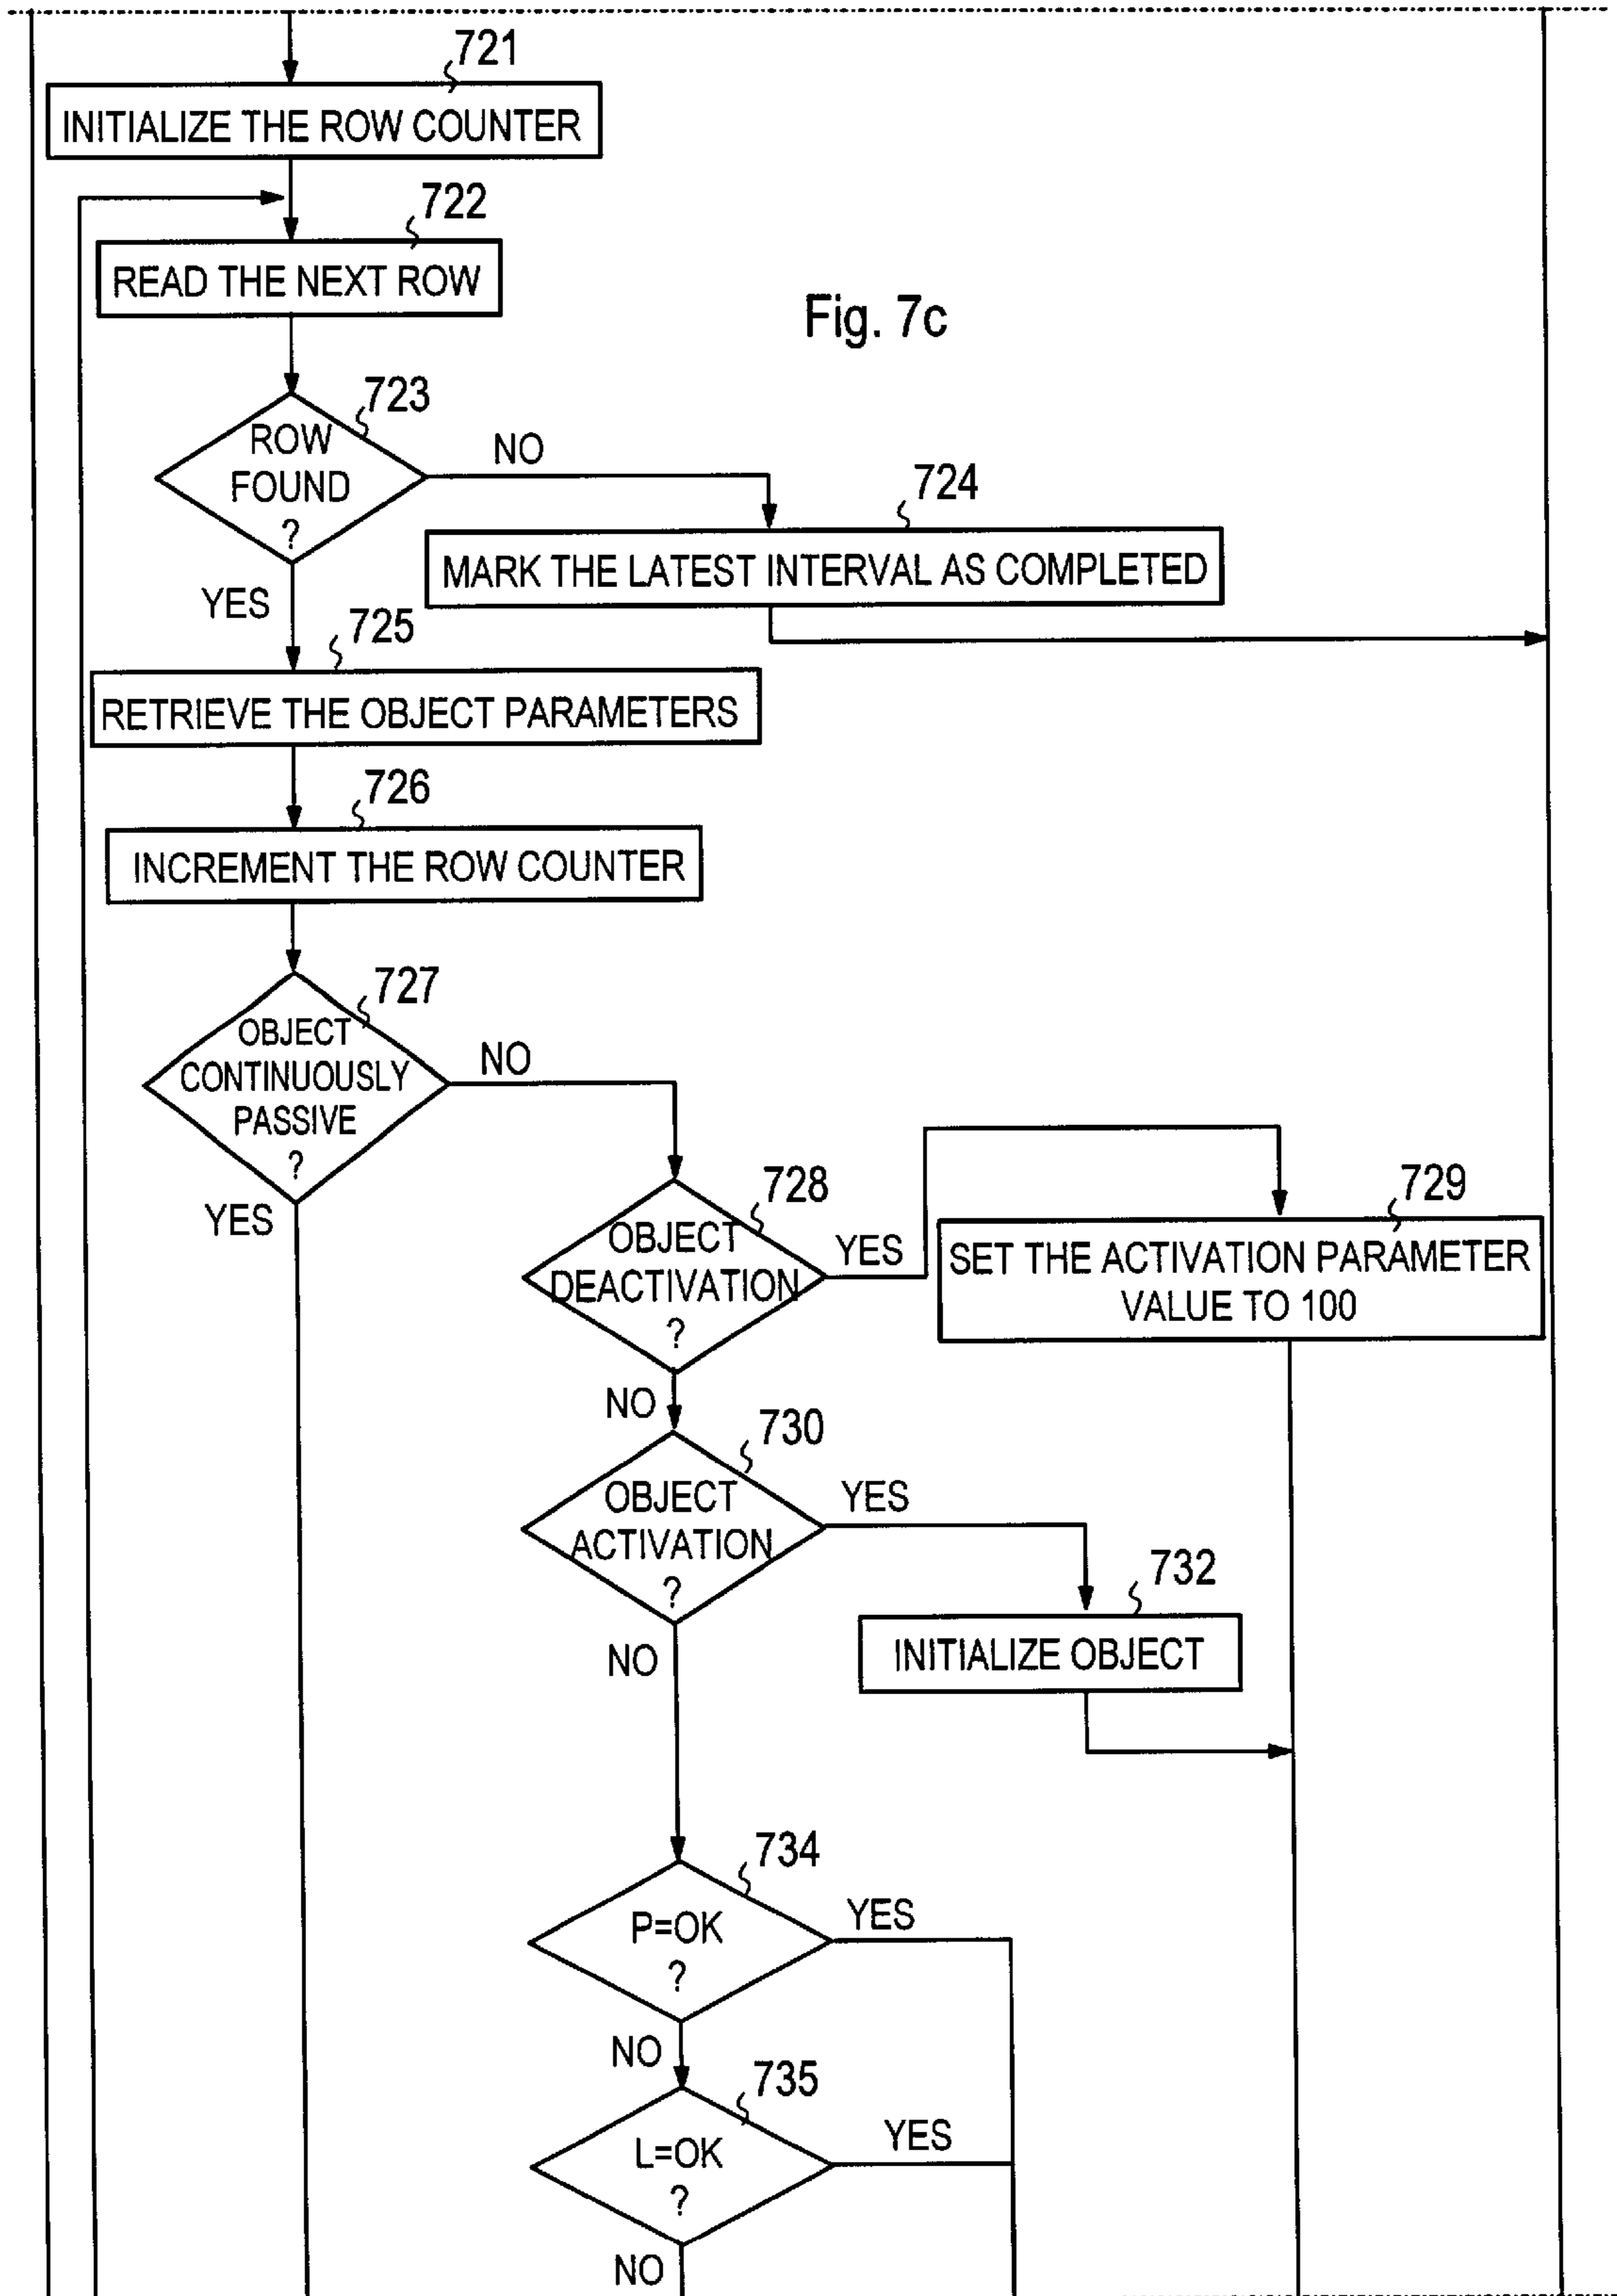 721
INITIALIZE THE ROW COUNTER
722
READ THE NEXT ROW
Fig. 7c
723
ROW
FOUND
?
NO
YES
724
MARK THE LATEST INTERVAL AS COMPLETED
725
RETRIEVE THE OBJECT PARAMETERS
726
INCREMENT THE ROW COUNTER
727
OBJECT
CONTINUOUSLY
PASSIVE
?
NO
YES
728
OBJECT
DEACTIVATION
?
YES
NO
729
SET THE ACTIVATION PARAMETER
VALUE TO 100
730
OBJECT
ACTIVATION
?
YES
NO
732
INITIALIZE OBJECT
734
P=OK
?
YES
NO
735
L=OK
?
YES
NO